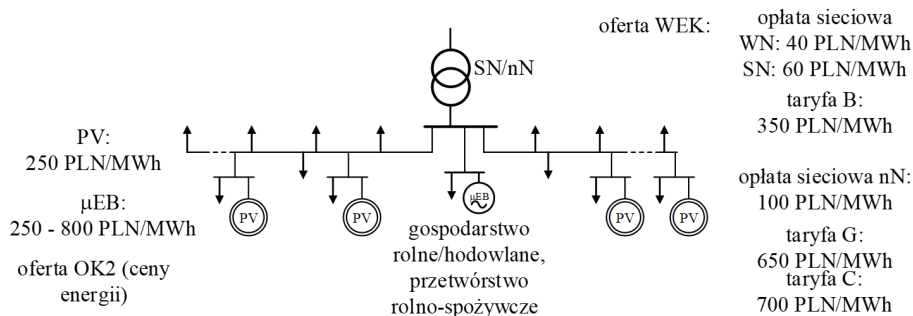 oferta WEK:
opłata sieciowa
WN: 40 PLN/MWh
SN: 60 PLN/MWh
taryfa B:
350 PLN/MWh
opłata sieciowa nN:
100 PLN/MWh
taryfa G:
650 PLN/MWh
taryfa C:
700 PLN/MWh
SN/nN
PV:
250 PLN/MWh
µEB:
250 - 800 PLN/MWh
oferta OK2 (ceny
energii)
PV
PV
µEB
PV
PV
gospodarstwo
rolne/hodowlane,
przetwórstwo
rolno-spożywcze